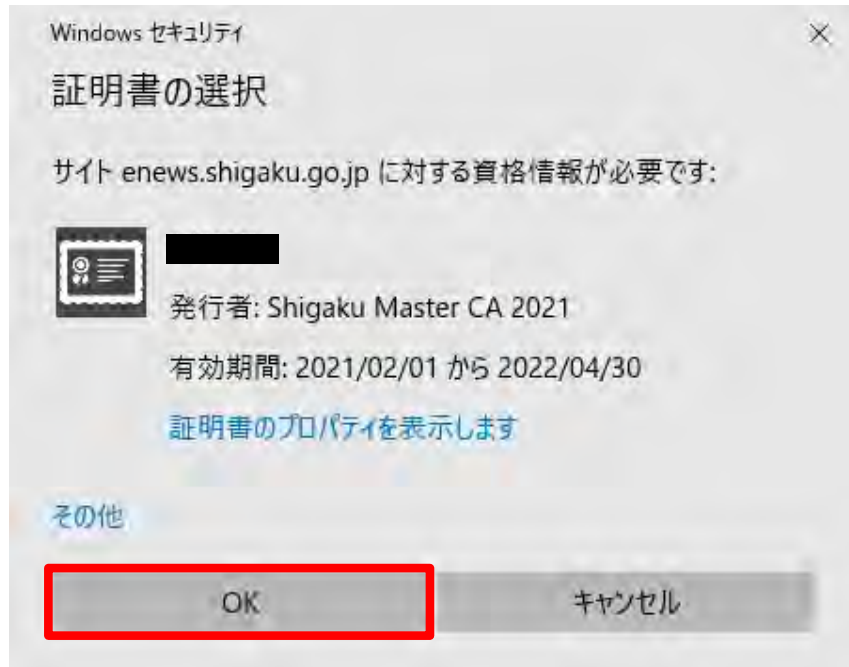 Windows セキュリティ
証明書の選択
サイト enews.shigaku.go.jp に対する資格情報が必要です:
発行者: Shigaku Master CA 2021
有効期間: 2021/02/01 から 2022/04/30
証明書のプロパティを表示します
その他
OK
キャンセル